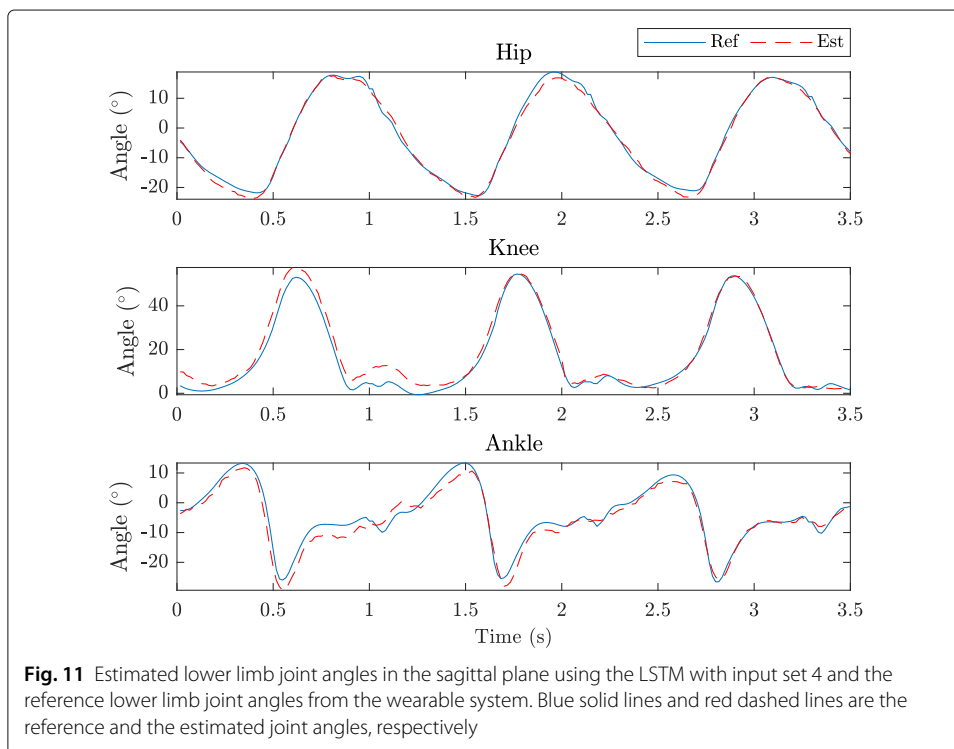 Ref Est
Hip
10
0
-10
-20
Angle (°)
0 0.5 1 1.5 2 2.5 3 3.5
Knee
40
20
0
Angle (°)
0 0.5 1 1.5 2 2.5 3 3.5
Ankle
10
0
-10
-20
Angle (°)
0 0.5 1 1.5 2 2.5 3 3.5
Time (s)
Fig. 11 Estimated lower limb joint angles in the sagittal plane using the LSTM with input set 4 and the
reference lower limb joint angles from the wearable system. Blue solid lines and red dashed lines are the
reference and the estimated joint angles, respectively